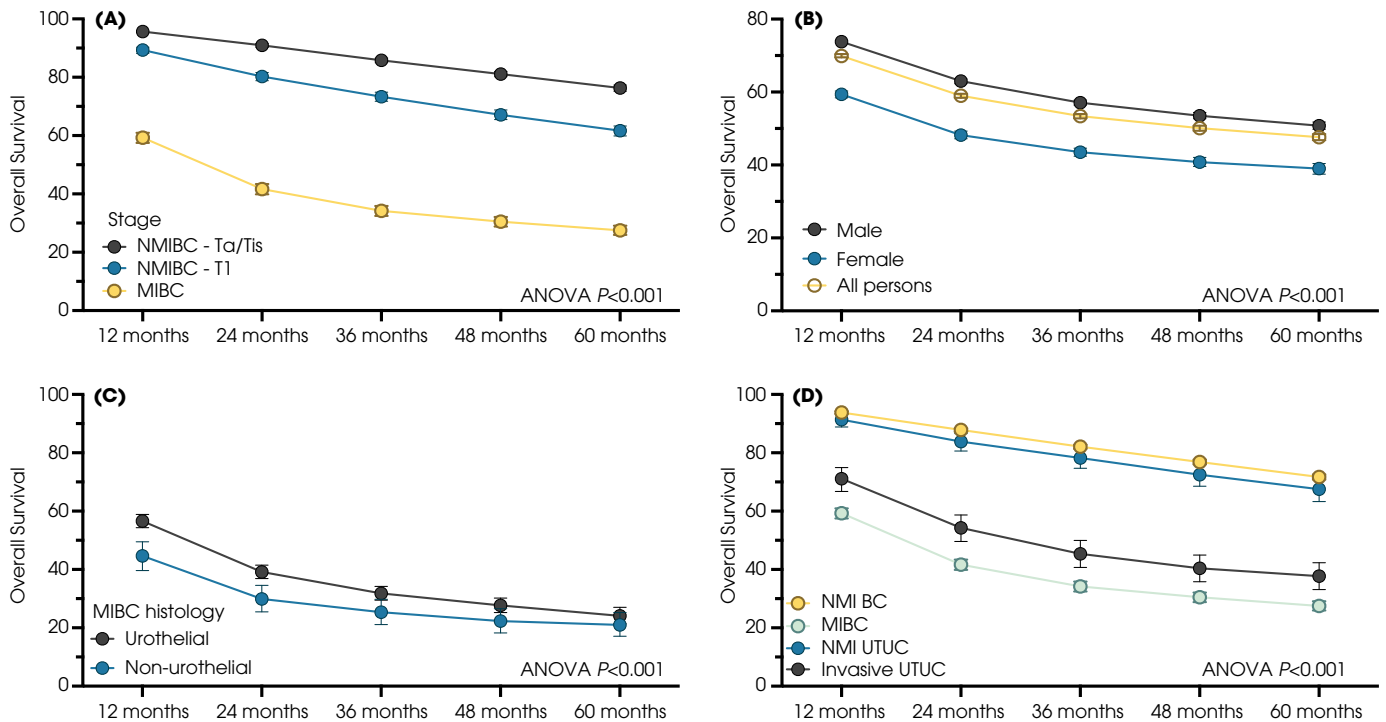 (A)
100
80
60
40
20
0
Overall Survival
Stage
NMIBC - Ta/Tis
NMIBC - T1
MIBC
ANOVA P<0.001
12 months 24 months 36 months 48 months 60 months
(B)
80
60
40
20
0
Overall Survival
Male
Female
All persons
ANOVA P<0.001
12 months 24 months 36 months 48 months 60 months
(C)
100
80
60
40
20
0
Overall Survival
MIBC histology
Urothelial
Non-urothelial
ANOVA P<0.001
12 months 24 months 36 months 48 months 60 months
(D)
100
80
60
40
20
0
Overall Survival
NMI BC
MIBC
NMI UTUC
Invasive UTUC
ANOVA P<0.001
12 months 24 months 36 months 48 months 60 months